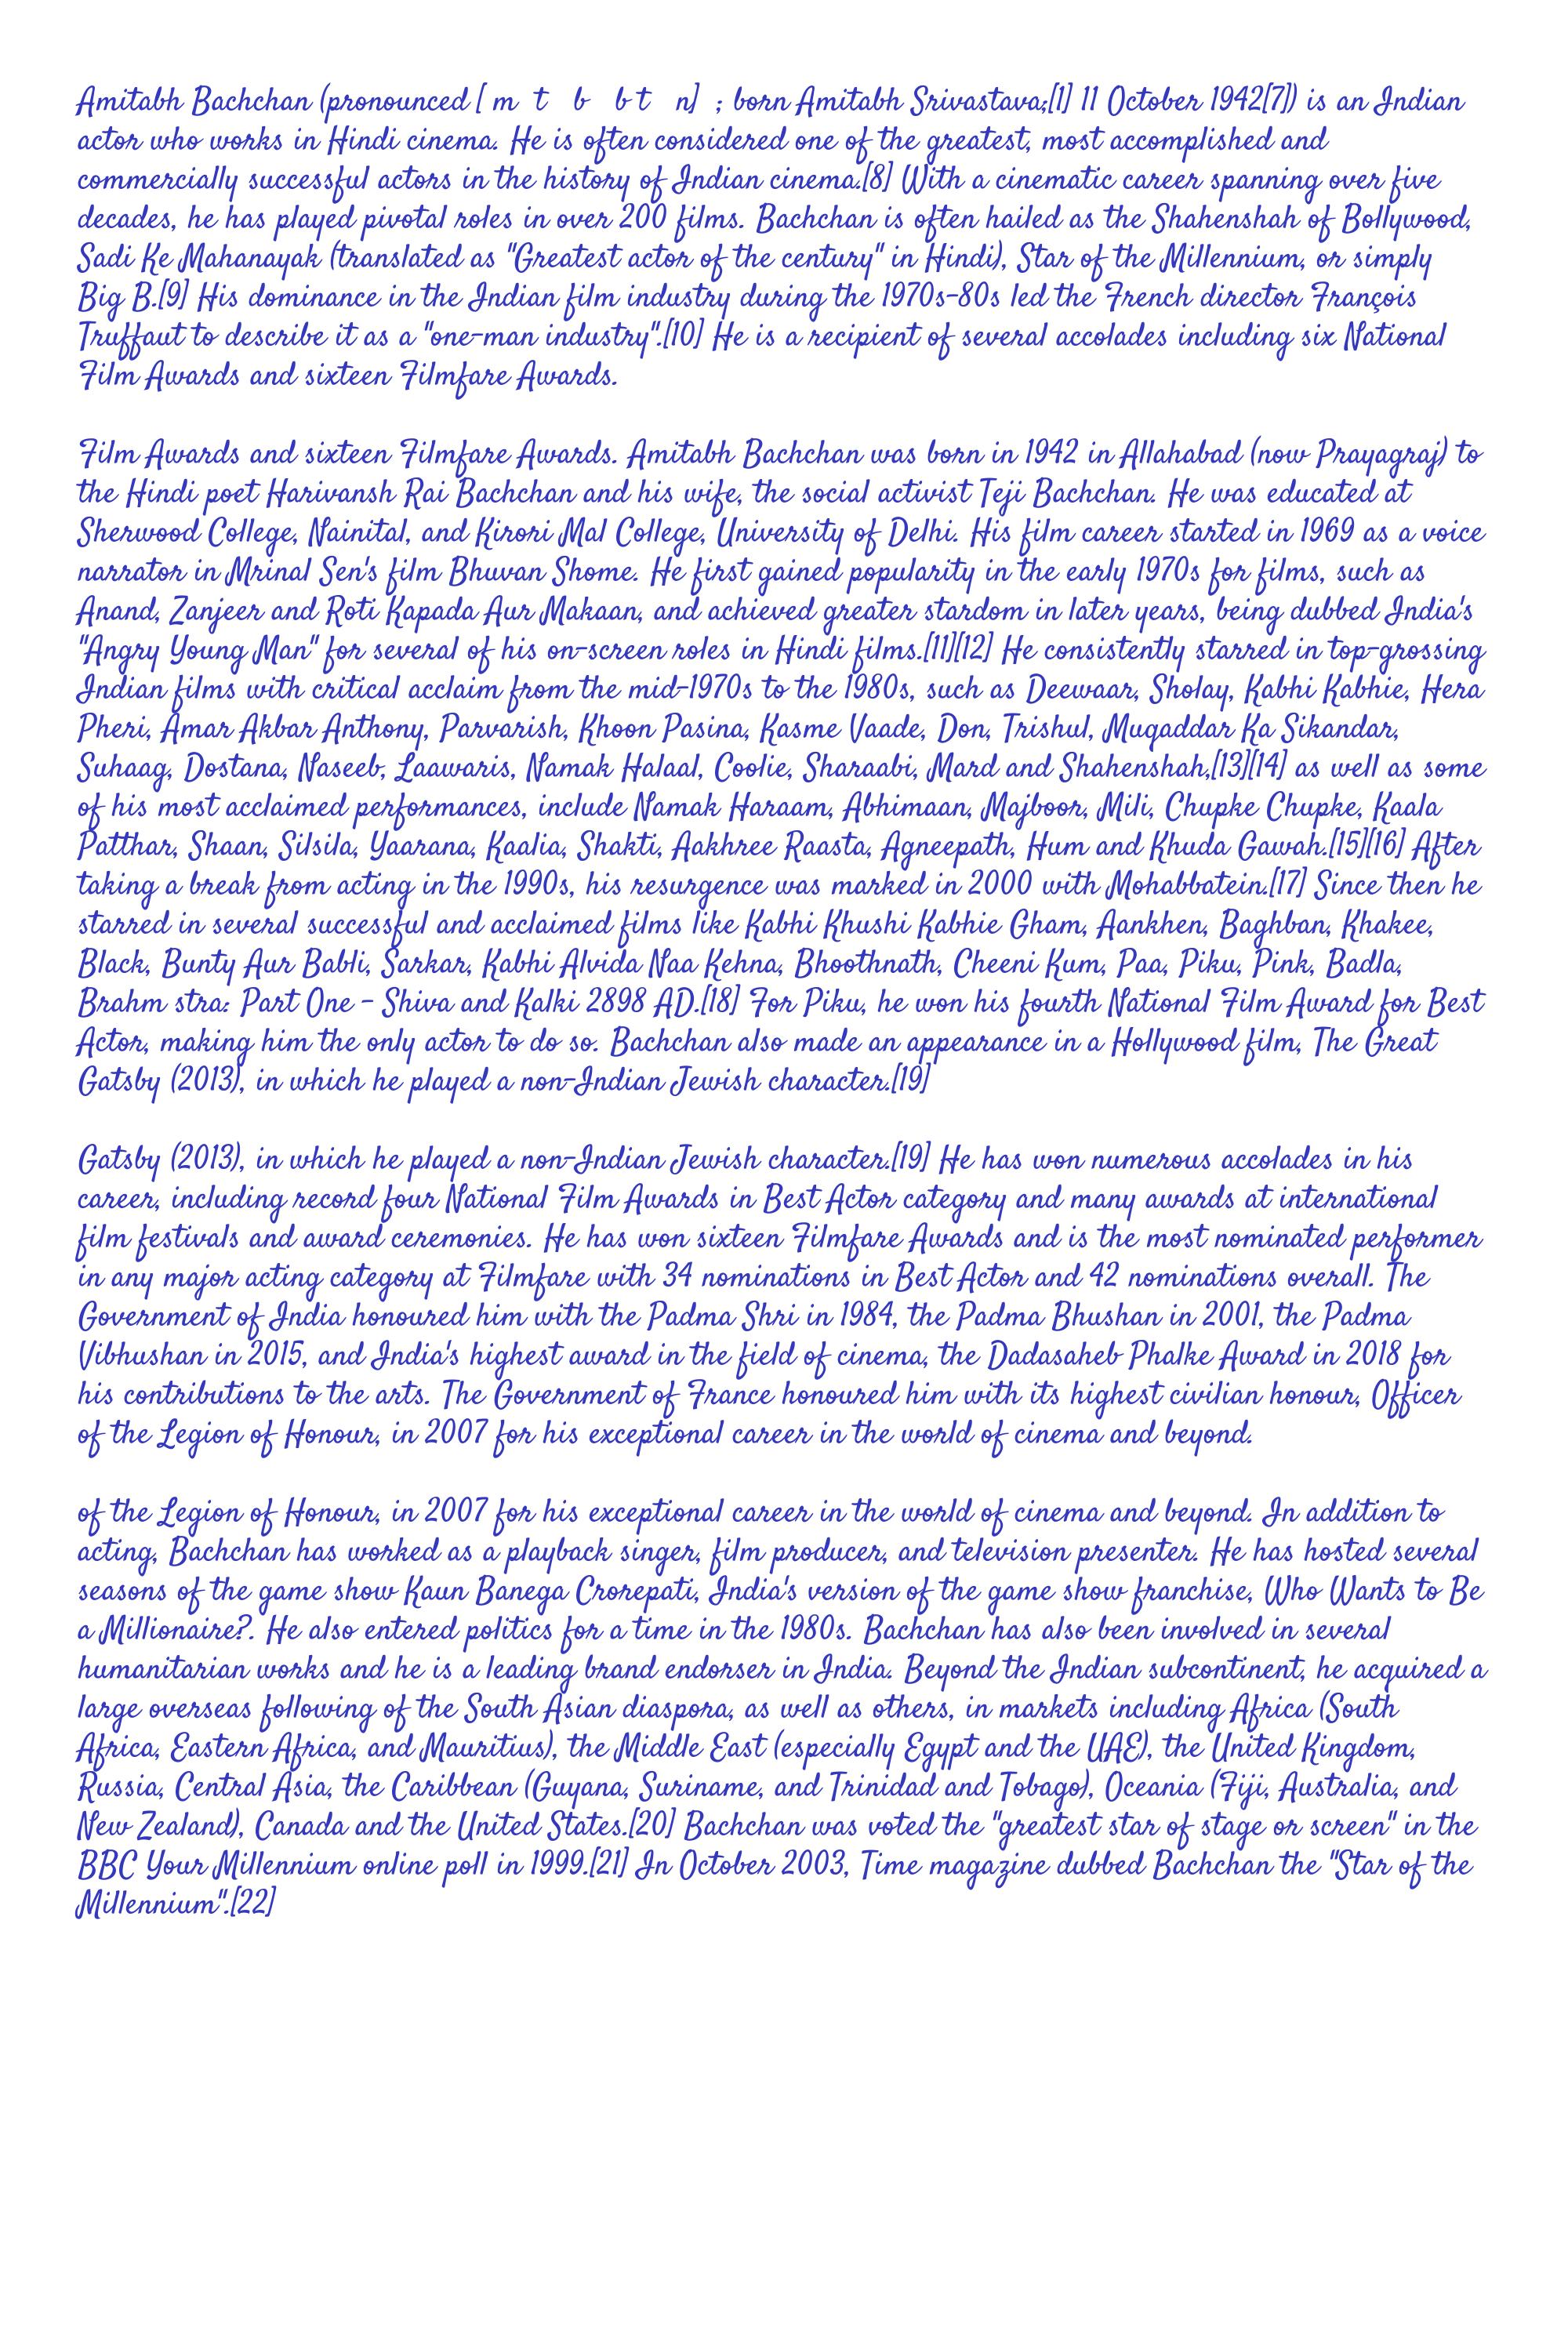 Amitabh Bachchan (pronounced [ m t b b t n] ; born Amitabh Srivastava;[1] 11 October 1942[7]) is an Indian
actor who works in Hindi cinema. He is often considered one of the greatest, most accomplished and
commercially successful actors in the history of Indian cinema.[8] With a cinematic career spanning over five
decades, he has played pivotal roles in over 200 films. Bachchan is often hailed as the Shahenshah of Bollywood,
Sadi Ke Mahanayak (translated as "Greatest actor of the century" in Hindi), Star of the Millennium, or simply
Big B.[9] His dominance in the Indian film industry during the 1970s-80s led the French director François
Truffaut to describe it as a "one-man industry".[10] He is a recipient of several accolades including six National
Film Awards and sixteen Filmfare Awards.

Film Awards and sixteen Filmfare Awards. Amitabh Bachchan was born in 1942 in Allahabad (now Prayagraj) to
the Hindi poet Harivansh Rai Bachchan and his wife, the social activist Teji Bachchan. He was educated at
Sherwood College, Nainital, and Kirori Mal College, University of Delhi. His film career started in 1969 as a voice
narrator in Mrinal Sen's film Bhuvan Shome. He first gained popularity in the early 1970s for films, such as
Anand, Zanjeer and Roti Kapada Aur Makaan, and achieved greater stardom in later years, being dubbed India's
"Angry Young Man" for several of his on-screen roles in Hindi films.[11][12] He consistently starred in top-grossing
Indian films with critical acclaim from the mid-1970s to the 1980s, such as Deewaar, Sholay, Kabhi Kabhie, Hera
Pheri, Amar Akbar Anthony, Parvarish, Khoon Pasina, Kasme Vaade, Don, Trishul, Muqaddar Ka Sikandar,
Suhaag, Dostana, Naseeb, Laawaris, Namak Halaal, Coolie, Sharaabi, Mard and Shahenshah,[13][14] as well as some
of his most acclaimed performances, include Namak Haraam, Abhimaan, Majboor, Mili, Chupke Chupke, Kaala
Patthar, Shaan, Silsila, Yaarana, Kaalia, Shakti, Aakhree Raasta, Agneepath, Hum and Khuda Gawah.[15][16] After
taking a break from acting in the 1990s, his resurgence was marked in 2000 with Mohabbatein.[17] Since then he
starred in several successful and acclaimed films like Kabhi Khushi Kabhie Gham, Aankhen, Baghban, Khakee,
Black, Bunty Aur Babli, Sarkar, Kabhi Alvida Naa Kehna, Bhoothnath, Cheeni Kum, Paa, Piku, Pink, Badla,
Brahm stra: Part One – Shiva and Kalki 2898 AD.[18] For Piku, he won his fourth National Film Award for Best
Actor, making him the only actor to do so. Bachchan also made an appearance in a Hollywood film, The Great
Gatsby (2013), in which he played a non-Indian Jewish character.[19]

Gatsby (2013), in which he played a non-Indian Jewish character.[19] He has won numerous accolades in his
career, including record four National Film Awards in Best Actor category and many awards at international
film festivals and award ceremonies. He has won sixteen Filmfare Awards and is the most nominated performer
in any major acting category at Filmfare with 34 nominations in Best Actor and 42 nominations overall. The
Government of India honoured him with the Padma Shri in 1984, the Padma Bhushan in 2001, the Padma
Vibhushan in 2015, and India's highest award in the field of cinema, the Dadasaheb Phalke Award in 2018 for
his contributions to the arts. The Government of France honoured him with its highest civilian honour, Officer
of the Legion of Honour, in 2007 for his exceptional career in the world of cinema and beyond.

of the Legion of Honour, in 2007 for his exceptional career in the world of cinema and beyond. In addition to
acting, Bachchan has worked as a playback singer, film producer, and television presenter. He has hosted several
seasons of the game show Kaun Banega Crorepati, India's version of the game show franchise, Who Wants to Be
a Millionaire?. He also entered politics for a time in the 1980s. Bachchan has also been involved in several
humanitarian works and he is a leading brand endorser in India. Beyond the Indian subcontinent, he acquired a
large overseas following of the South Asian diaspora, as well as others, in markets including Africa (South
Africa, Eastern Africa, and Mauritius), the Middle East (especially Egypt and the UAE), the United Kingdom,
Russia, Central Asia, the Caribbean (Guyana, Suriname, and Trinidad and Tobago), Oceania (Fiji, Australia, and
New Zealand), Canada and the United States.[20] Bachchan was voted the "greatest star of stage or screen" in the
BBC Your Millennium online poll in 1999.[21] In October 2003, Time magazine dubbed Bachchan the "Star of the
Millennium".[22]